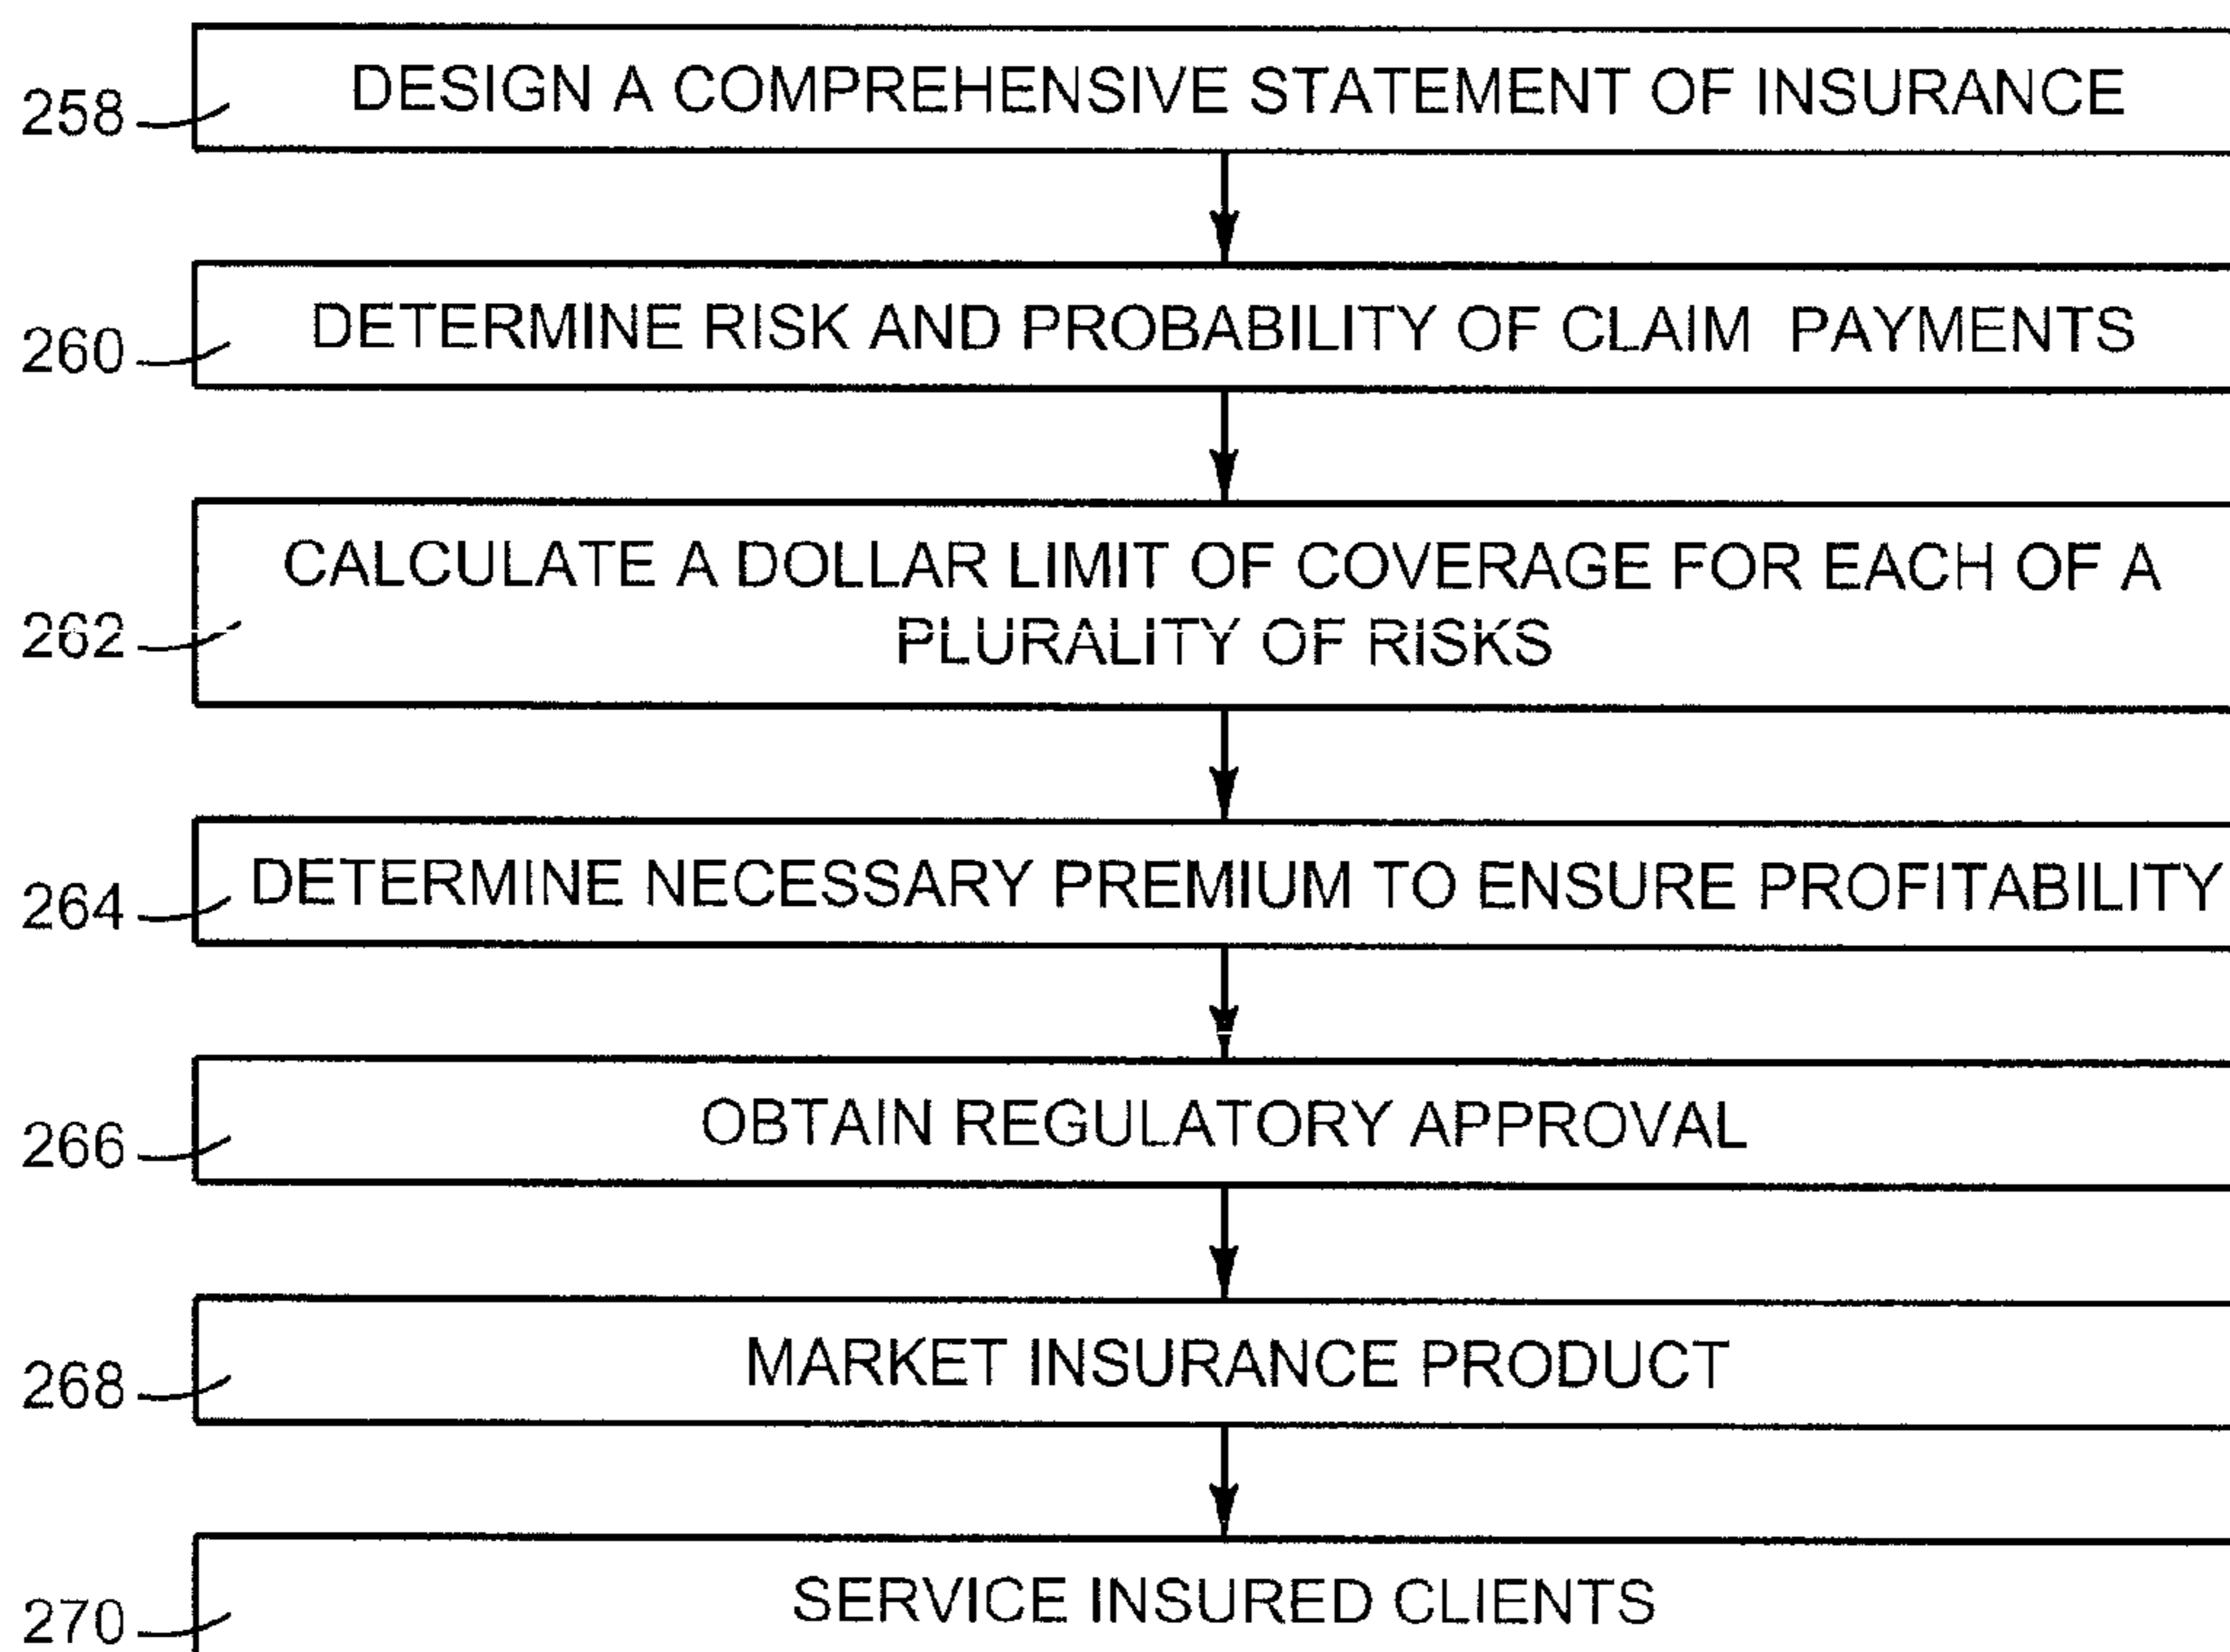 258 DESIGN A COMPREHENSIVE STATEMENT OF INSURANCE
260 DETERMINE RISK AND PROBABILITY OF CLAIM PAYMENTS
CALCULATE A DOLLAR LIMIT OF COVERAGE FOR EACH OF A
262 PLURALITY OF RISKS
264 DETERMINE NECESSARY PREMIUM TO ENSURE PROFITABILITY
266 OBTAIN REGULATORY APPROVAL
268 MARKET INSURANCE PRODUCT
270 SERVICE INSURED CLIENTS